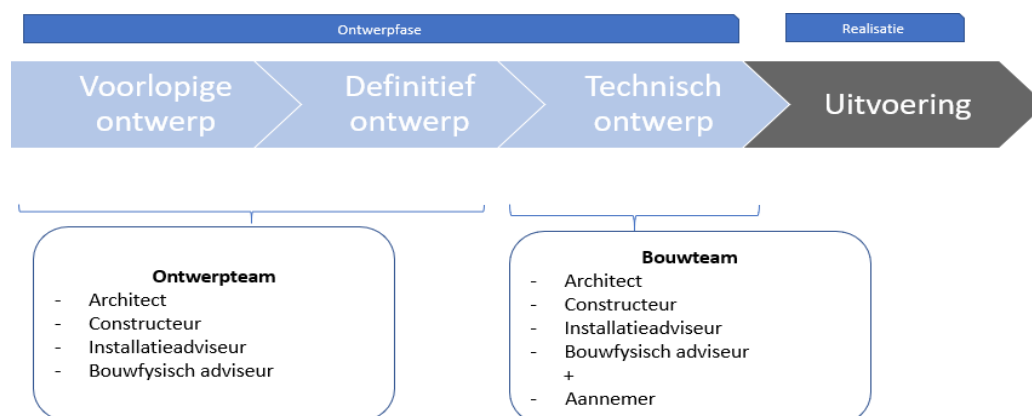 Ontwerpfase
Realisatie
Voorlopige
ontwerp
Definitief
ontwerp
Technisch
ontwerp
Uitvoering
Ontwerpteam
- Architect
- Constructeur
- Installatieadviseur
- Bouwfysisch adviseur
Bouwteam
- Architect
- Constructeur
- Installatieadviseur
- Bouwfysisch adviseur
+
- Aannemer